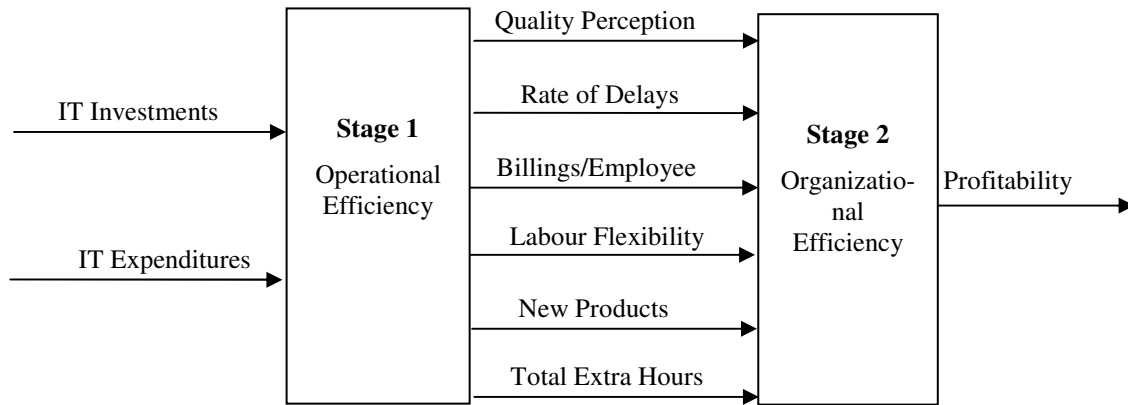 IT Investments
IT Expenditures
Stage 1
Operational
Efficiency
Quality Perception
Rate of Delays
Billings/Employee
Labour Flexibility
New Products
Total Extra Hours
Stage 2
Organizatio-
nal
Efficiency
Profitability